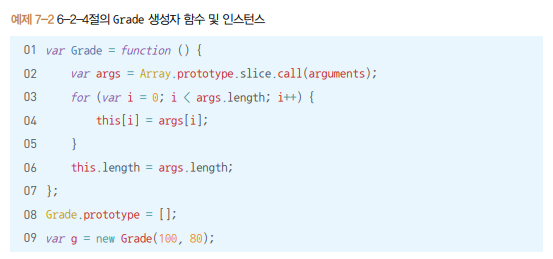 예제 7-2 6-2-4절의 Grade 생성자 함수 및 인스턴스
01 var Grade = function () {
02     var args = Array.prototype.slice.call(arguments);
03     for (var i = 0; i < args.length; i++) {
04         this[i] = args[i];
05     }
06     this.length = args.length;
07 };
08 Grade.prototype = [];
09 var g = new Grade(100, 80);